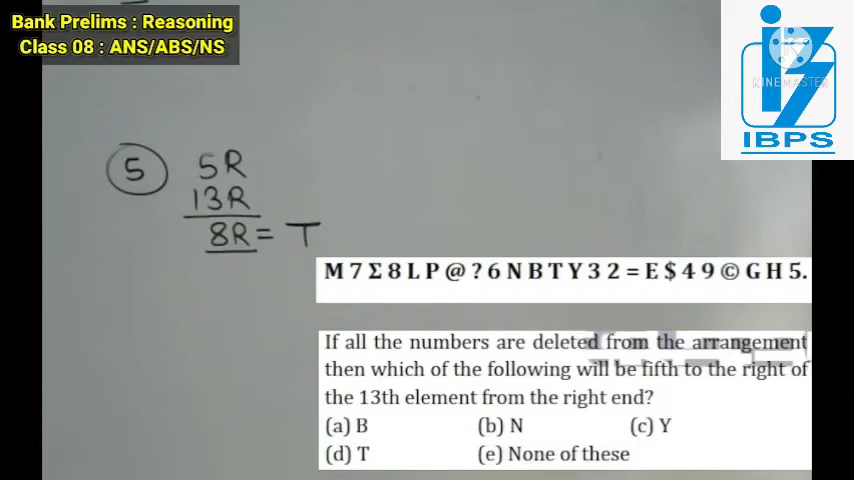 Bank Prelims : Reasoning
Class 08 : ANS/ABS/NS
KINEMASTER
IBPS
5 5R
13R
8R = T
M 7 Σ 8 L P @ ? 6 N B T Y 3 2 = E $ 4 9 © G H 5.
If all the numbers are deleted from the arrangement
then which of the following will be fifth to the right of
the 13th element from the right end?
(a) B (b) N (c) Y
(d) T (e) None of these